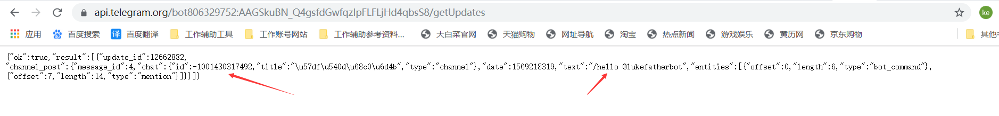 api.telegram.org/bot806329752:AAGSkuBN_Q4gsfdGwfqzIpFLFLjHd4qbsS8/getUpdates
ke
应用 百度搜索 译 百度翻译 工作辅助工具 工作账号网站 工作辅助参考资料... 大白菜官网 天猫购物 网址导航 淘宝 热点新闻 游戏娱乐 黄历网 京东购物
{"ok":true,"result":[{"update_id":12662882,
"channel_post":{"message_id":4,"chat":{"id":-1001430317492,"title":"\u57df\u540d\u68c0\u6d4b","type":"channel"},"date":1569218319,"text":"/hello @lukefatherbot","entities":[{"offset":0,"length":6,"type":"bot_command"},
{"offset":7,"length":14,"type":"mention"}]}}]}